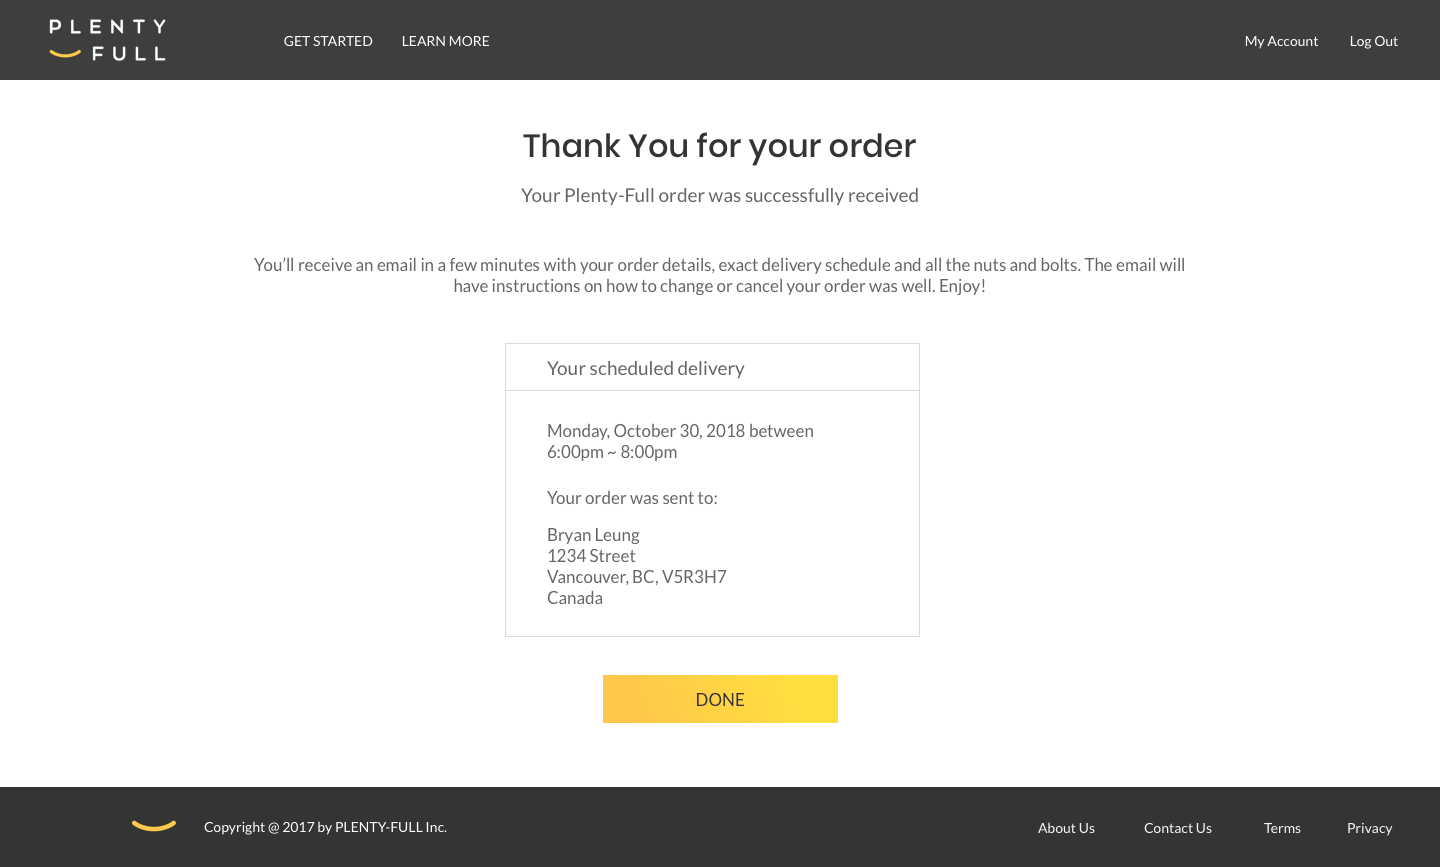 PLENTY
FULL
GET STARTED
LEARN MORE
My Account
Log Out
Thank You for your order
Your Plenty-Full order was successfully received
You’ll receive an email in a few minutes with your order details, exact delivery schedule and all the nuts and bolts. The email will
have instructions on how to change or cancel your order was well. Enjoy!
Your scheduled delivery
Monday, October 30, 2018 between
6:00pm ~ 8:00pm
Your order was sent to:
Bryan Leung
1234 Street
Vancouver, BC, V5R3H7
Canada
DONE
Copyright @ 2017 by PLENTY-FULL Inc.
About Us
Contact Us
Terms
Privacy